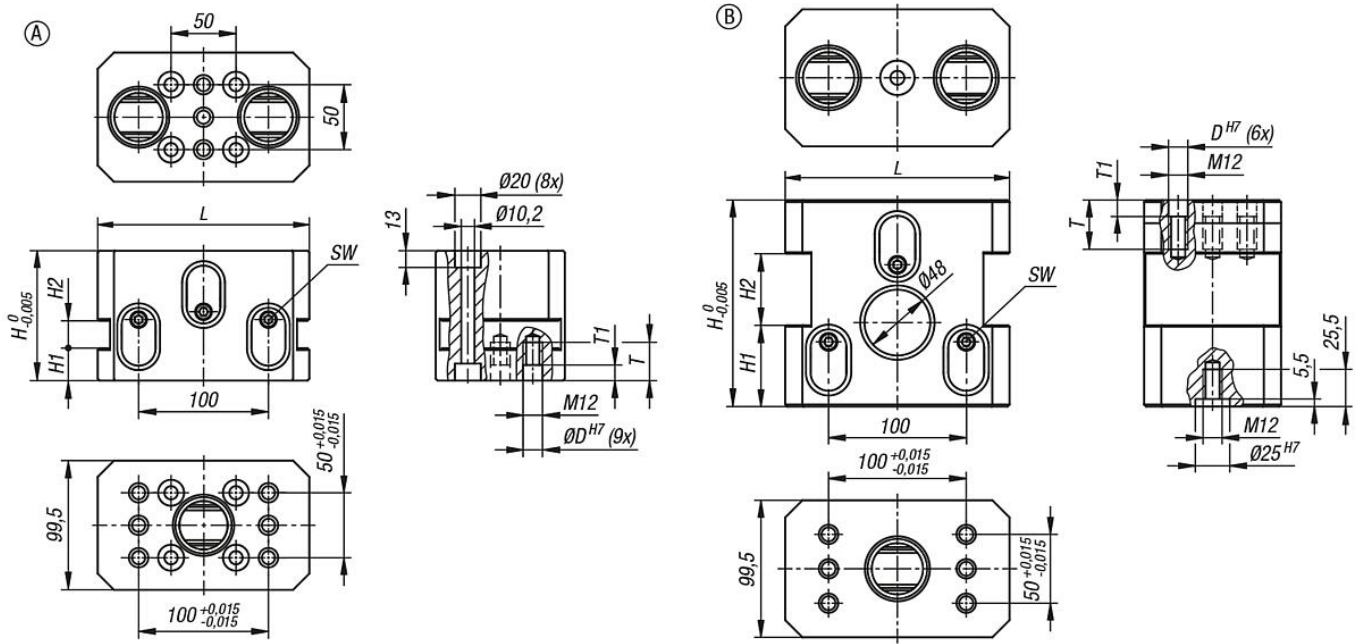 A
50
50
L
H 0 -0,005
H2
H1
SW
100
13
Ø20 (8x)
Ø10,2
T1
T
M12
ØD H7 (9x)
99,5
50 +0,015 -0,015
100 +0,015 -0,015
B
L
H 0 -0,005
H2
H1
Ø48
SW
100
D H7 (6x)
M12
T1
T
5,5
25,5
M12
Ø25 H7
100 +0,015 -0,015
99,5
50 +0,015 -0,015